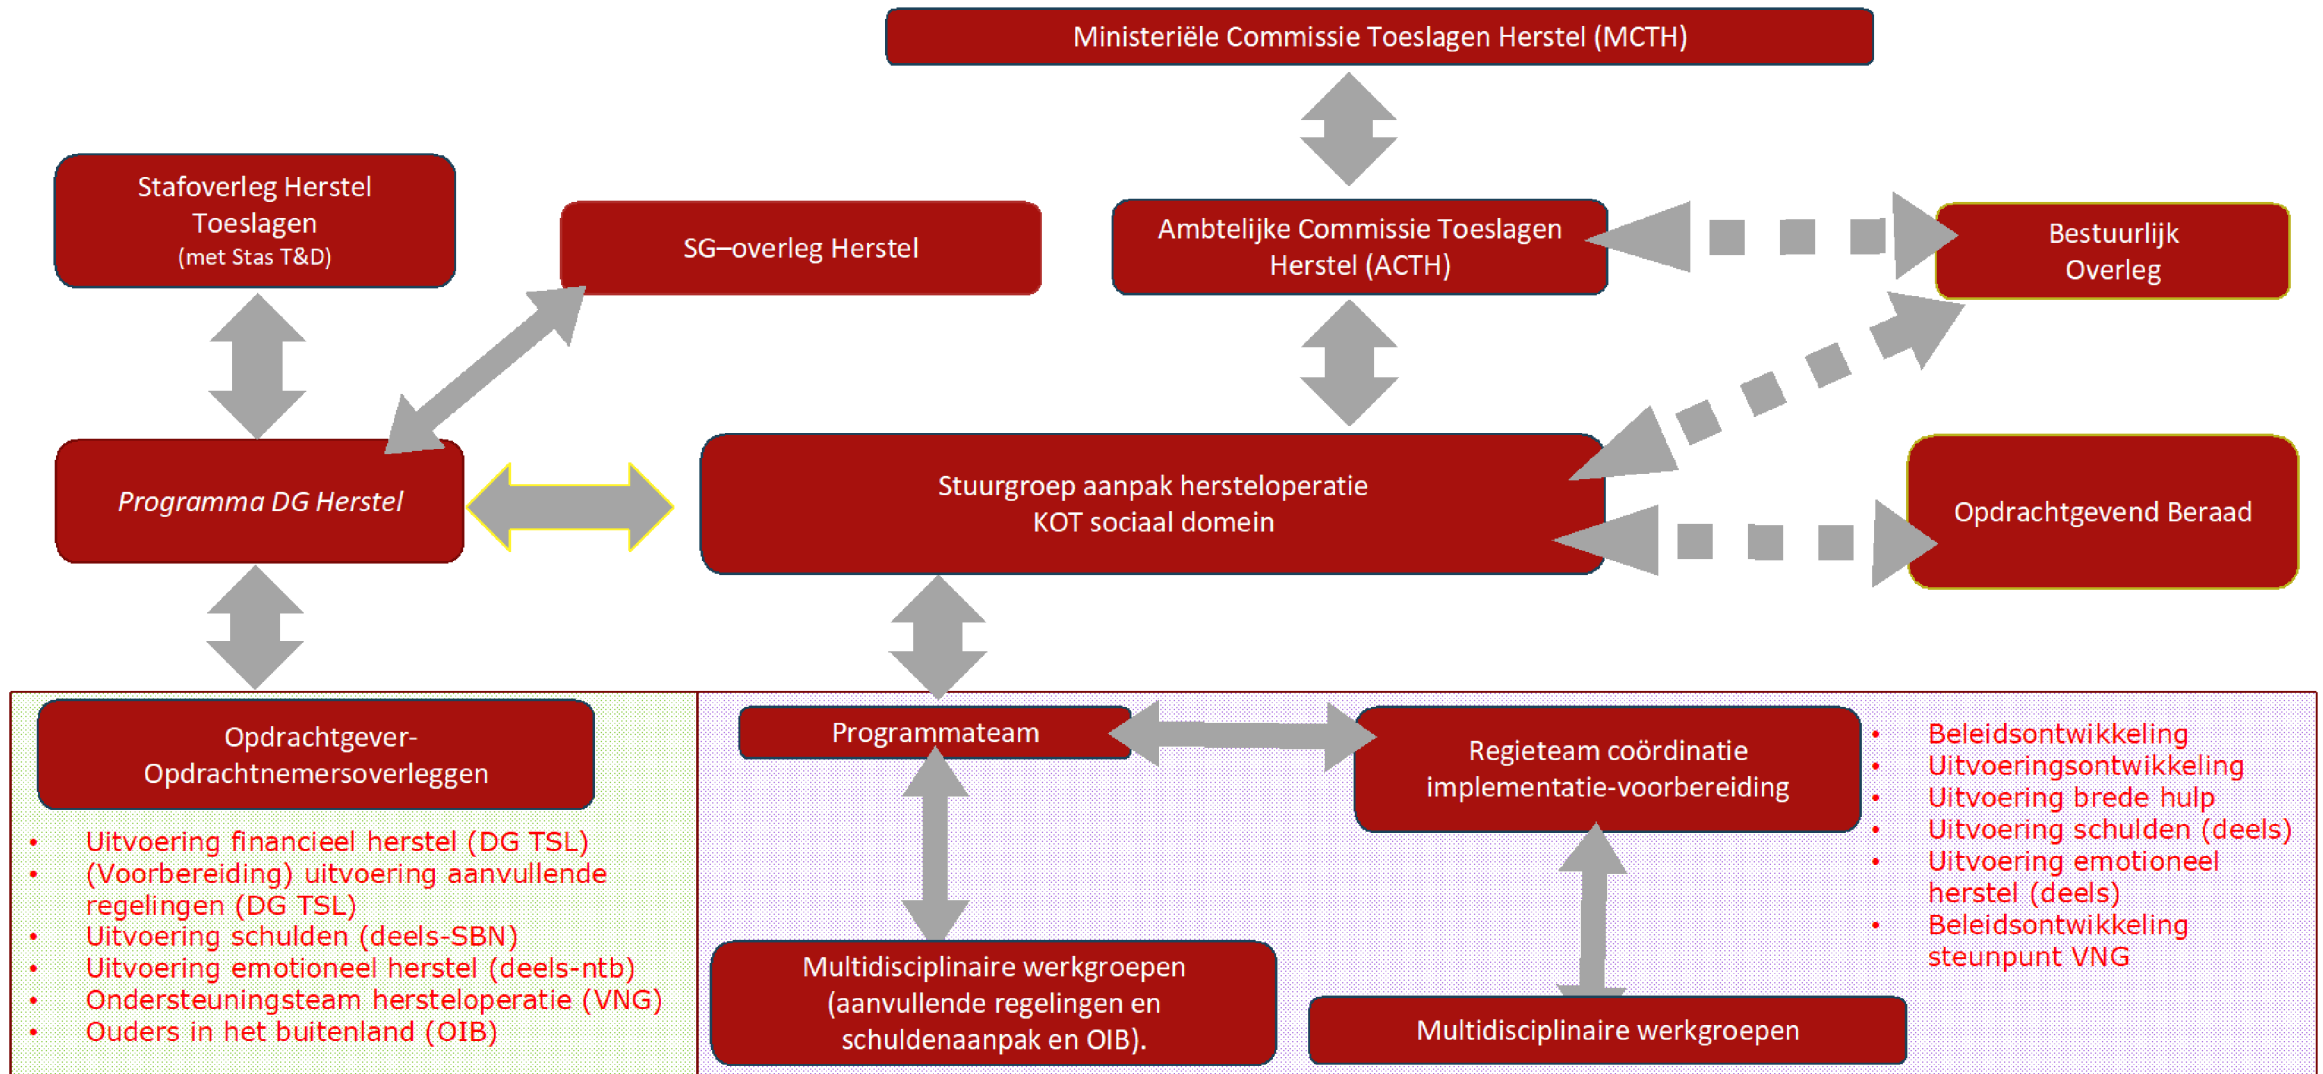 Ministeriële Commissie Toeslagen Herstel (MCTH)
Stafoverleg Herstel
Toeslagen
(met Stas T&D)
SG–overleg Herstel
Ambtelijke Commissie Toeslagen
Herstel (ACTH)
Bestuurlijk
Overleg
Programma DG Herstel
Stuurgroep aanpak hersteloperatie
KOT sociaal domein
Opdrachtgevend Beraad
Opdrachtgever-
Opdrachtnemersoverleggen
• Uitvoering financieel herstel (DG TSL)
• (Voorbereiding) uitvoering aanvullende
regelingen (DG TSL)
• Uitvoering schulden (deels-SBN)
• Uitvoering emotioneel herstel (deels-ntb)
• Ondersteuningsteam hersteloperatie (VNG)
• Ouders in het buitenland (OIB)
Programmateam
Regieteam coördinatie
implementatie-voorbereiding
• Beleidsontwikkeling
• Uitvoeringsontwikkeling
• Uitvoering brede hulp
• Uitvoering schulden (deels)
• Uitvoering emotioneel
herstel (deels)
• Beleidsontwikkeling
steunpunt VNG
Multidisciplinaire werkgroepen
(aanvullende regelingen en
schuldenaanpak en OIB).
Multidisciplinaire werkgroepen